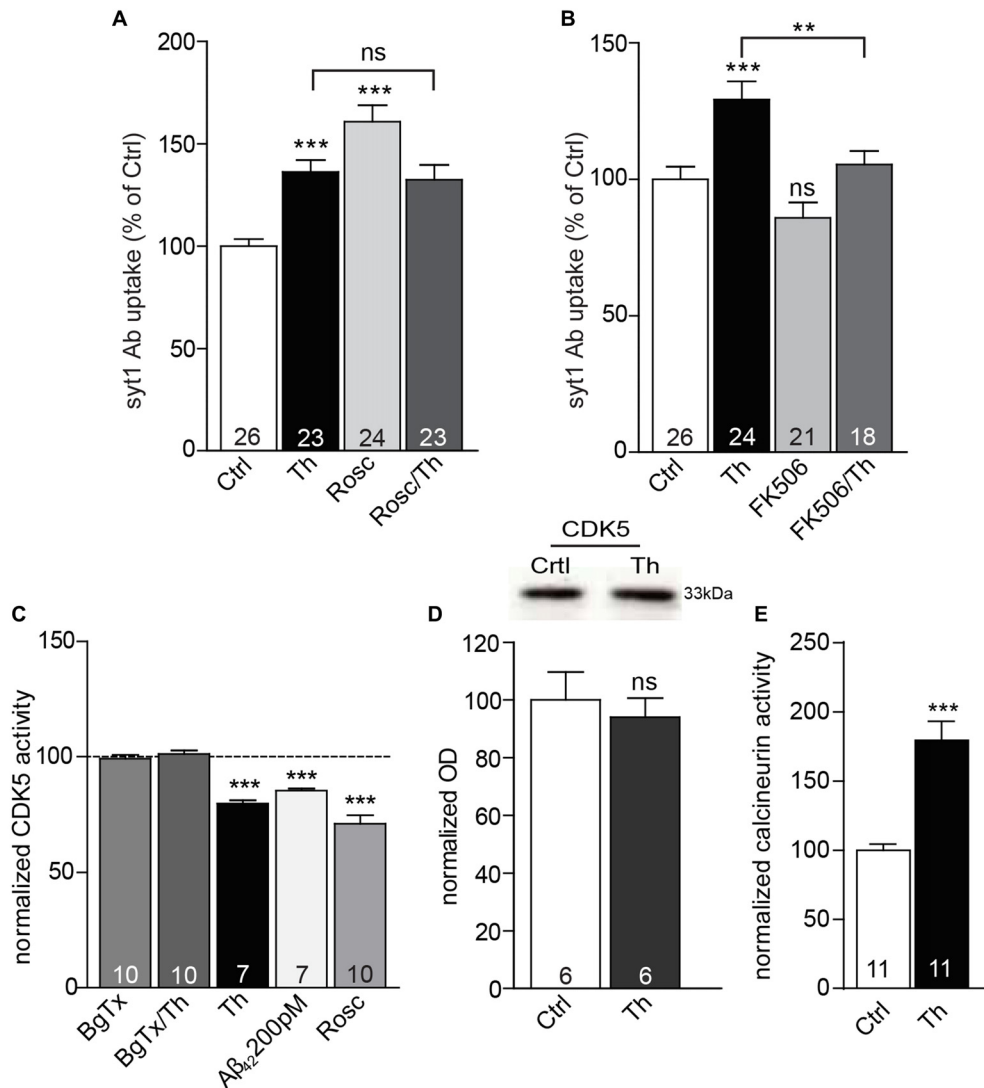 A
syt1 Ab uptake (% of Ctrl)
200
150
100
50
0
ns
***
***
26
23
24
23
Ctrl
Th
Rosc
Rosc/Th
B
syt1 Ab uptake (% of Ctrl)
150
100
50
0
**
***
ns
26
24
21
18
Ctrl
Th
FK506
FK506/Th
C
normalized CDK5 activity
150
100
50
0
***
***
***
10
10
7
7
10
BgTx
BgTx/Th
Th
Aβ₄₂200pM
Rosc
CDK5
Crtl Th
33kDa
D
normalized OD
120
100
80
60
40
20
0
ns
6
6
Ctrl
Th
E
normalized calcineurin activity
250
200
150
100
50
0
***
11
11
Ctrl
Th